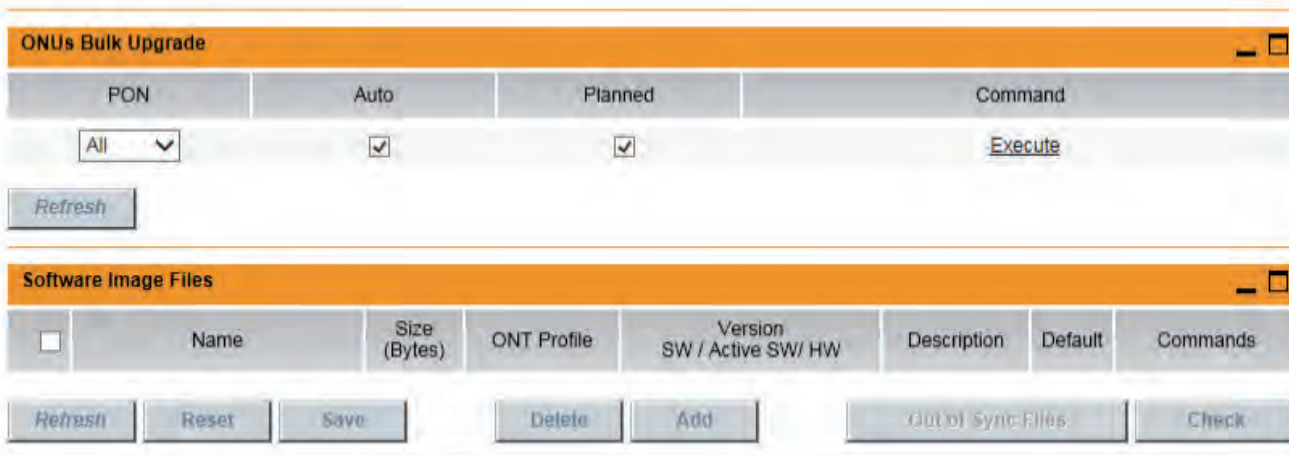 ONUs Bulk Upgrade
PON Auto Planned Command
All Execute
Refresh
Software Image Files
Name Size (Bytes) ONT Profile Version SW / Active SW/ HW Description Default Commands
Refresh Reset Save Delete Add Out of Sync Files Check